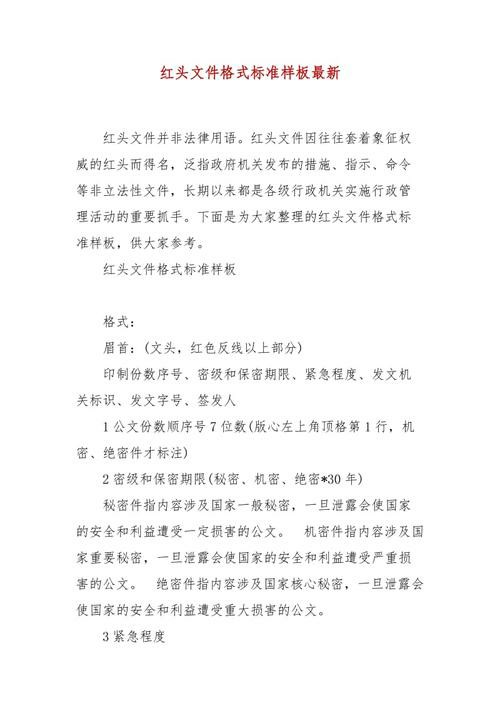 红头文件格式标准样板最新
红头文件并非法律用语。红头文件因往往套着象征权
威的红头而得名，泛指政府机关发布的措施、指示、命令
等非立法性文件，长期以来都是各级行政机关实施行政管
理活动的重要抓手。下面是为大家整理的红头文件格式标
准样板，供大家参考。
红头文件格式标准样板
格式：
眉首：(文头，红色反线以上部分)
印制份数序号、密级和保密期限、紧急程度、发文机
关标识、发文字号、签发人
1公文份数顺序号7位数(版心左上角顶格第1行，机
密、绝密件才标注)
2密级和保密期限(秘密、机密、绝密*30年)
秘密件指内容涉及国家一般秘密，一旦泄露会使国家
的安全和利益遭受一定损害的公文。 机密件指内容涉及国
家重要秘密，一旦泄露会使国家的安全和利益遭受严重损
害的公文。 绝密件指内容涉及国家核心秘密，一旦泄露会
使国家的安全和利益遭受重大损害的公文。
3紧急程度